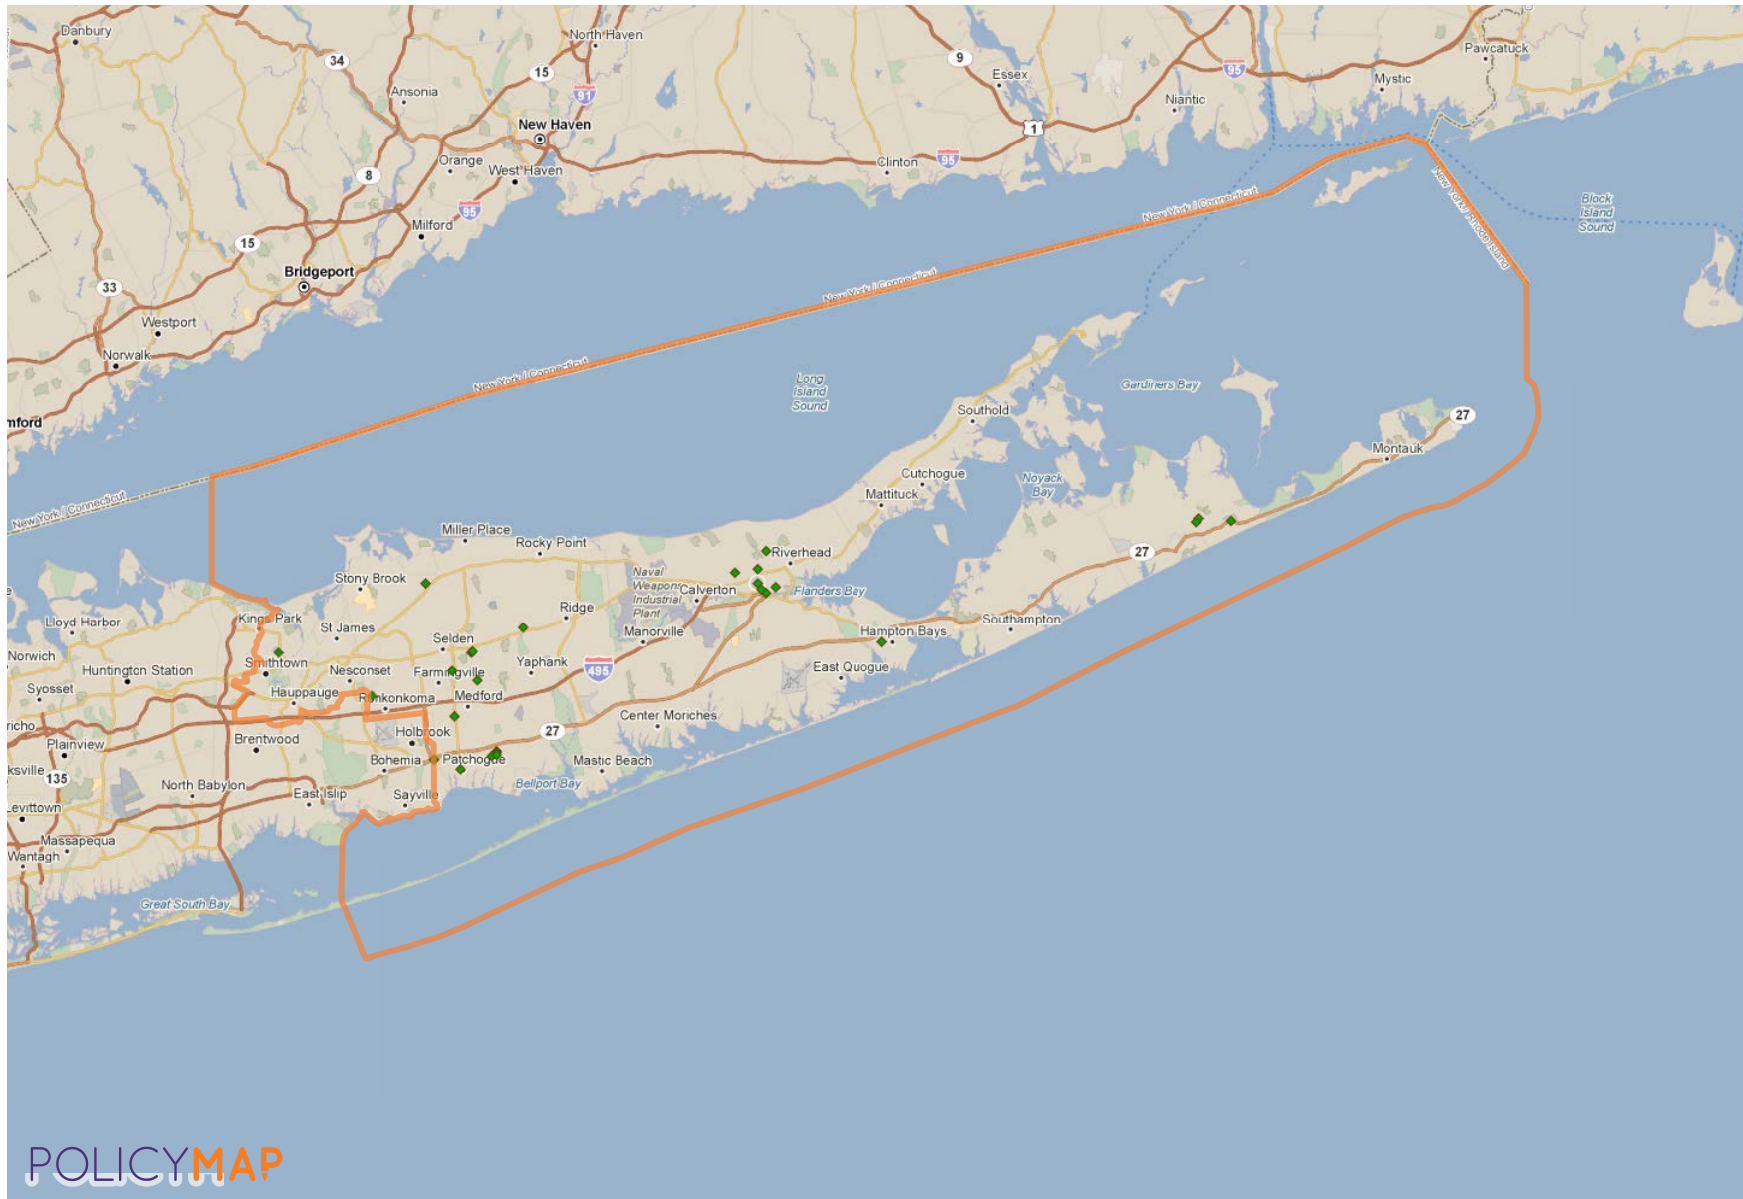 Danbury
North Haven
34
15
91
9
Essex
95
Pawcatuck
Mystic
Niantic
Ansonia
New Haven
1
Orange
West Haven
8
Clinton
95
95
Milford
15
Bridgeport
33
Westport
Norwalk
mford
New York / Connecticut
New York / Connecticut
New York / Connecticut
New York / Connecticut
New York / Rhode Island
Block
Island
Sound
Long
Island
Sound
Gardiners Bay
Southold
27
Montauk
Cutchogue
Mattituck
Noyack
Bay
Miller Place
Rocky Point
Riverhead
27
Stony Brook
Naval
Weapons
Industrial
Plant
Calverton
Flanders Bay
e
Kings Park
Lloyd Harbor
St James
Ridge
Selden
Manorville
Hampton Bays
Southampton
Norwich
Huntington Station
Smithtown
Nesconset
Farmingville
Yaphank
495
East Quogue
Syosset
Hauppauge
Ronkonkoma
Medford
Center Moriches
richo
Plainview
Brentwood
Holbrook
27
Bohemia
Patchogue
Mastic Beach
ksville
135
North Babylon
East Islip
Sayville
Bellport Bay
Levittown
Massapequa
Wantagh
Great South Bay
POLICYMAP